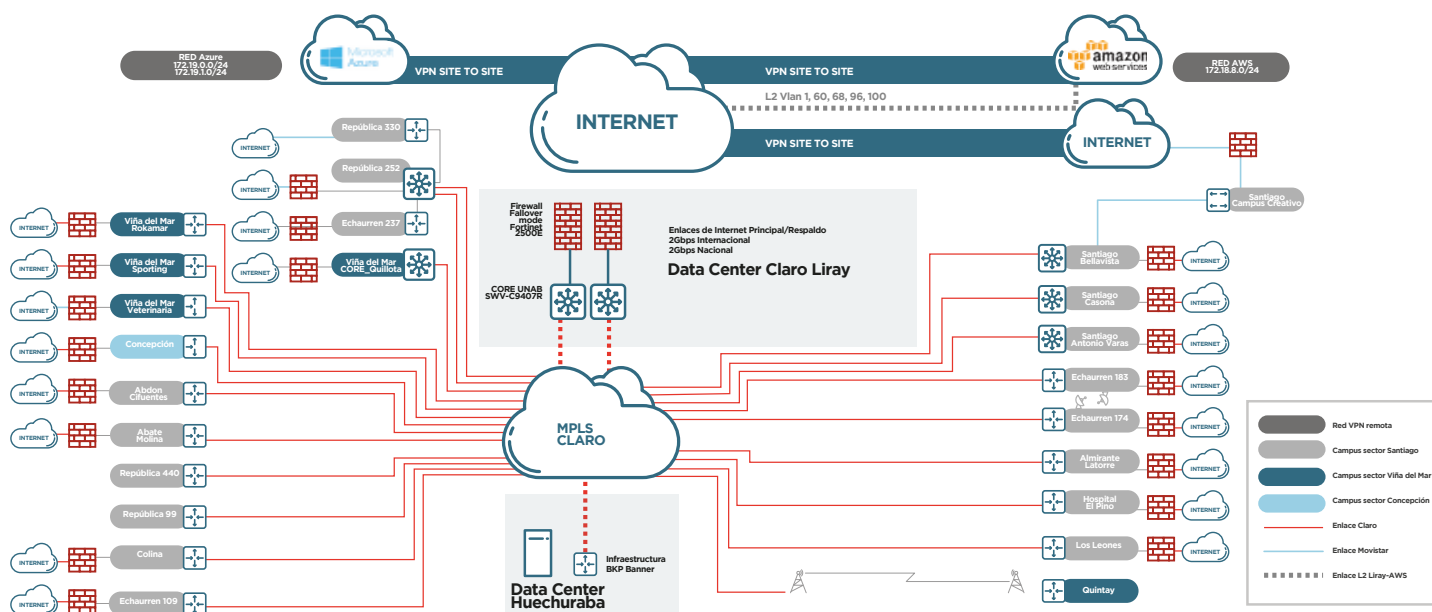 RED Azure
172.19.0.0/24
172.19.1.0/24
Microsoft
Azure
VPN SITE TO SITE
VPN SITE TO SITE
amazon
web services
RED AWS
172.18.8.0/24
L2 Vlan 1, 60, 68, 96, 100
INTERNET
VPN SITE TO SITE
INTERNET
República 330
INTERNET
República 252
INTERNET
Echaurren 237
INTERNET
Viña del Mar
CORE_Quillota
INTERNET
INTERNET
Viña del Mar
Rokamar
INTERNET
Viña del Mar
Sporting
INTERNET
Viña del Mar
Veterinaria
INTERNET
Concepción
INTERNET
Abdon
Cifuentes
INTERNET
Abate
Molina
República 440
República 99
INTERNET
Colina
INTERNET
Echaurren 109
Firewall
Failover
mode
Fortinet
2500E
Enlaces de Internet Principal/Respaldo
2Gbps Internacional
2Gbps Nacional
Data Center Claro Liray
CORE UNAB
SWV-C9407R
MPLS
CLARO
Infraestructura
BKP Banner
Data Center
Huechuraba
Santiago
Campus Creativo
Santiago
Bellavista
INTERNET
Santiago
Casona
INTERNET
Santiago
Antonio Varas
INTERNET
Echaurren 183
INTERNET
Echaurren 174
INTERNET
Almirante
Latorre
INTERNET
Hospital
El Pino
INTERNET
Los Leones
INTERNET
Quintay
Red VPN remota
Campus sector Santiago
Campus sector Viña del Mar
Campus sector Concepción
Enlace Claro
Enlace Movistar
Enlace L2 Liray-AWS